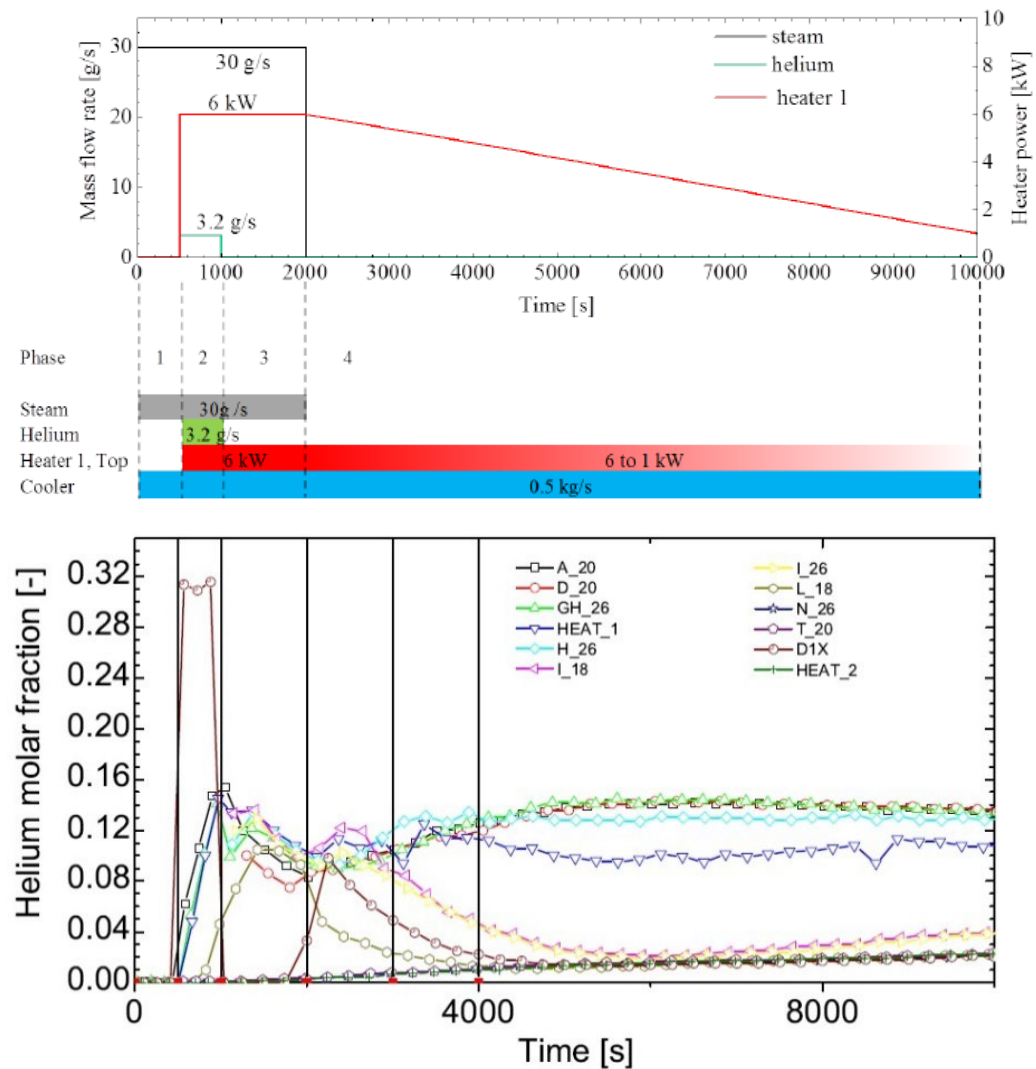 Mass flow rate [g/s]
30
20
10
0
30 g/s
6 kW
3.2 g/s
steam
helium
heater 1
10
8
6
4
2
0
Heater power [kW]
0 1000 2000 3000 4000 5000 6000 7000 8000 9000 10000
Time [s]
Phase 1 2 3 4
Steam 30g /s
Helium 3.2 g/s
Heater 1, Top 6 kW 6 to 1 kW
Cooler 0.5 kg/s
Helium molar fraction [-]
0.32
0.28
0.24
0.20
0.16
0.12
0.08
0.04
0.00
A_20
D_20
GH_26
HEAT_1
H_26
I_18
I_26
L_18
N_26
T_20
D1X
HEAT_2
0 4000 8000
Time [s]